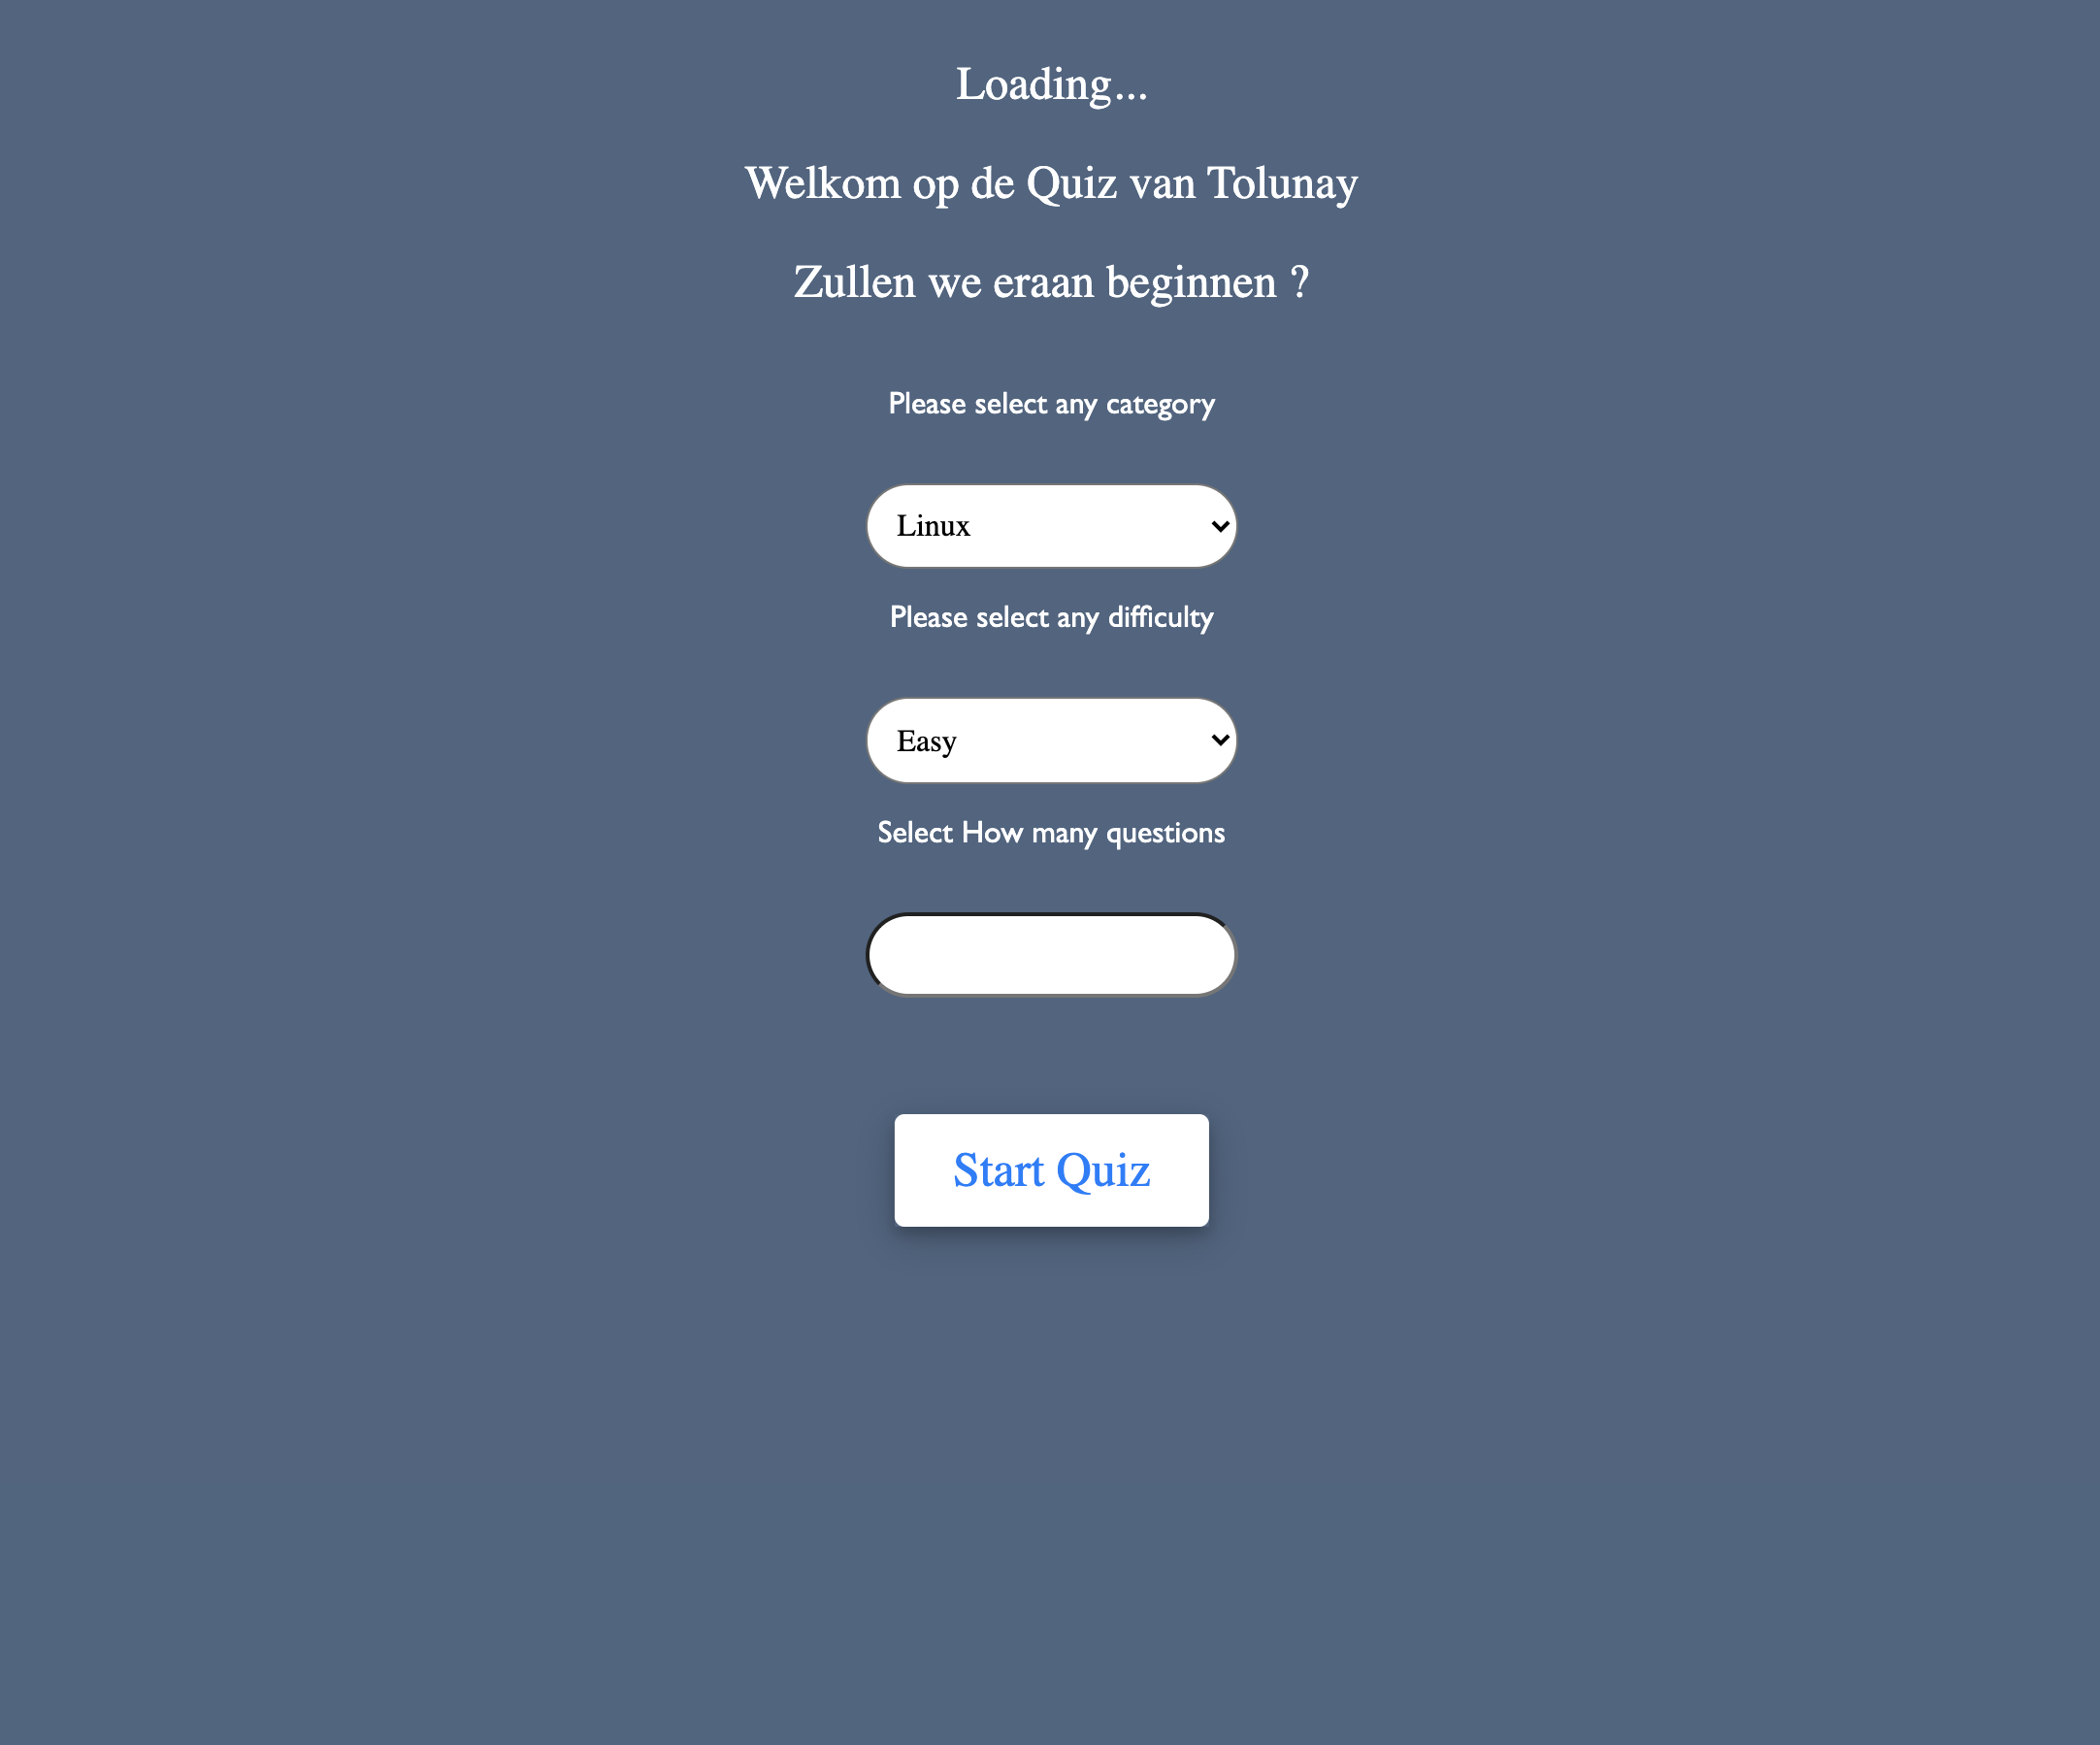 Loading...
Welkom op de Quiz van Tolunay
Zullen we eraan beginnen ?
Please select any category
Linux
Please select any difficulty
Easy
Select How many questions
Start Quiz